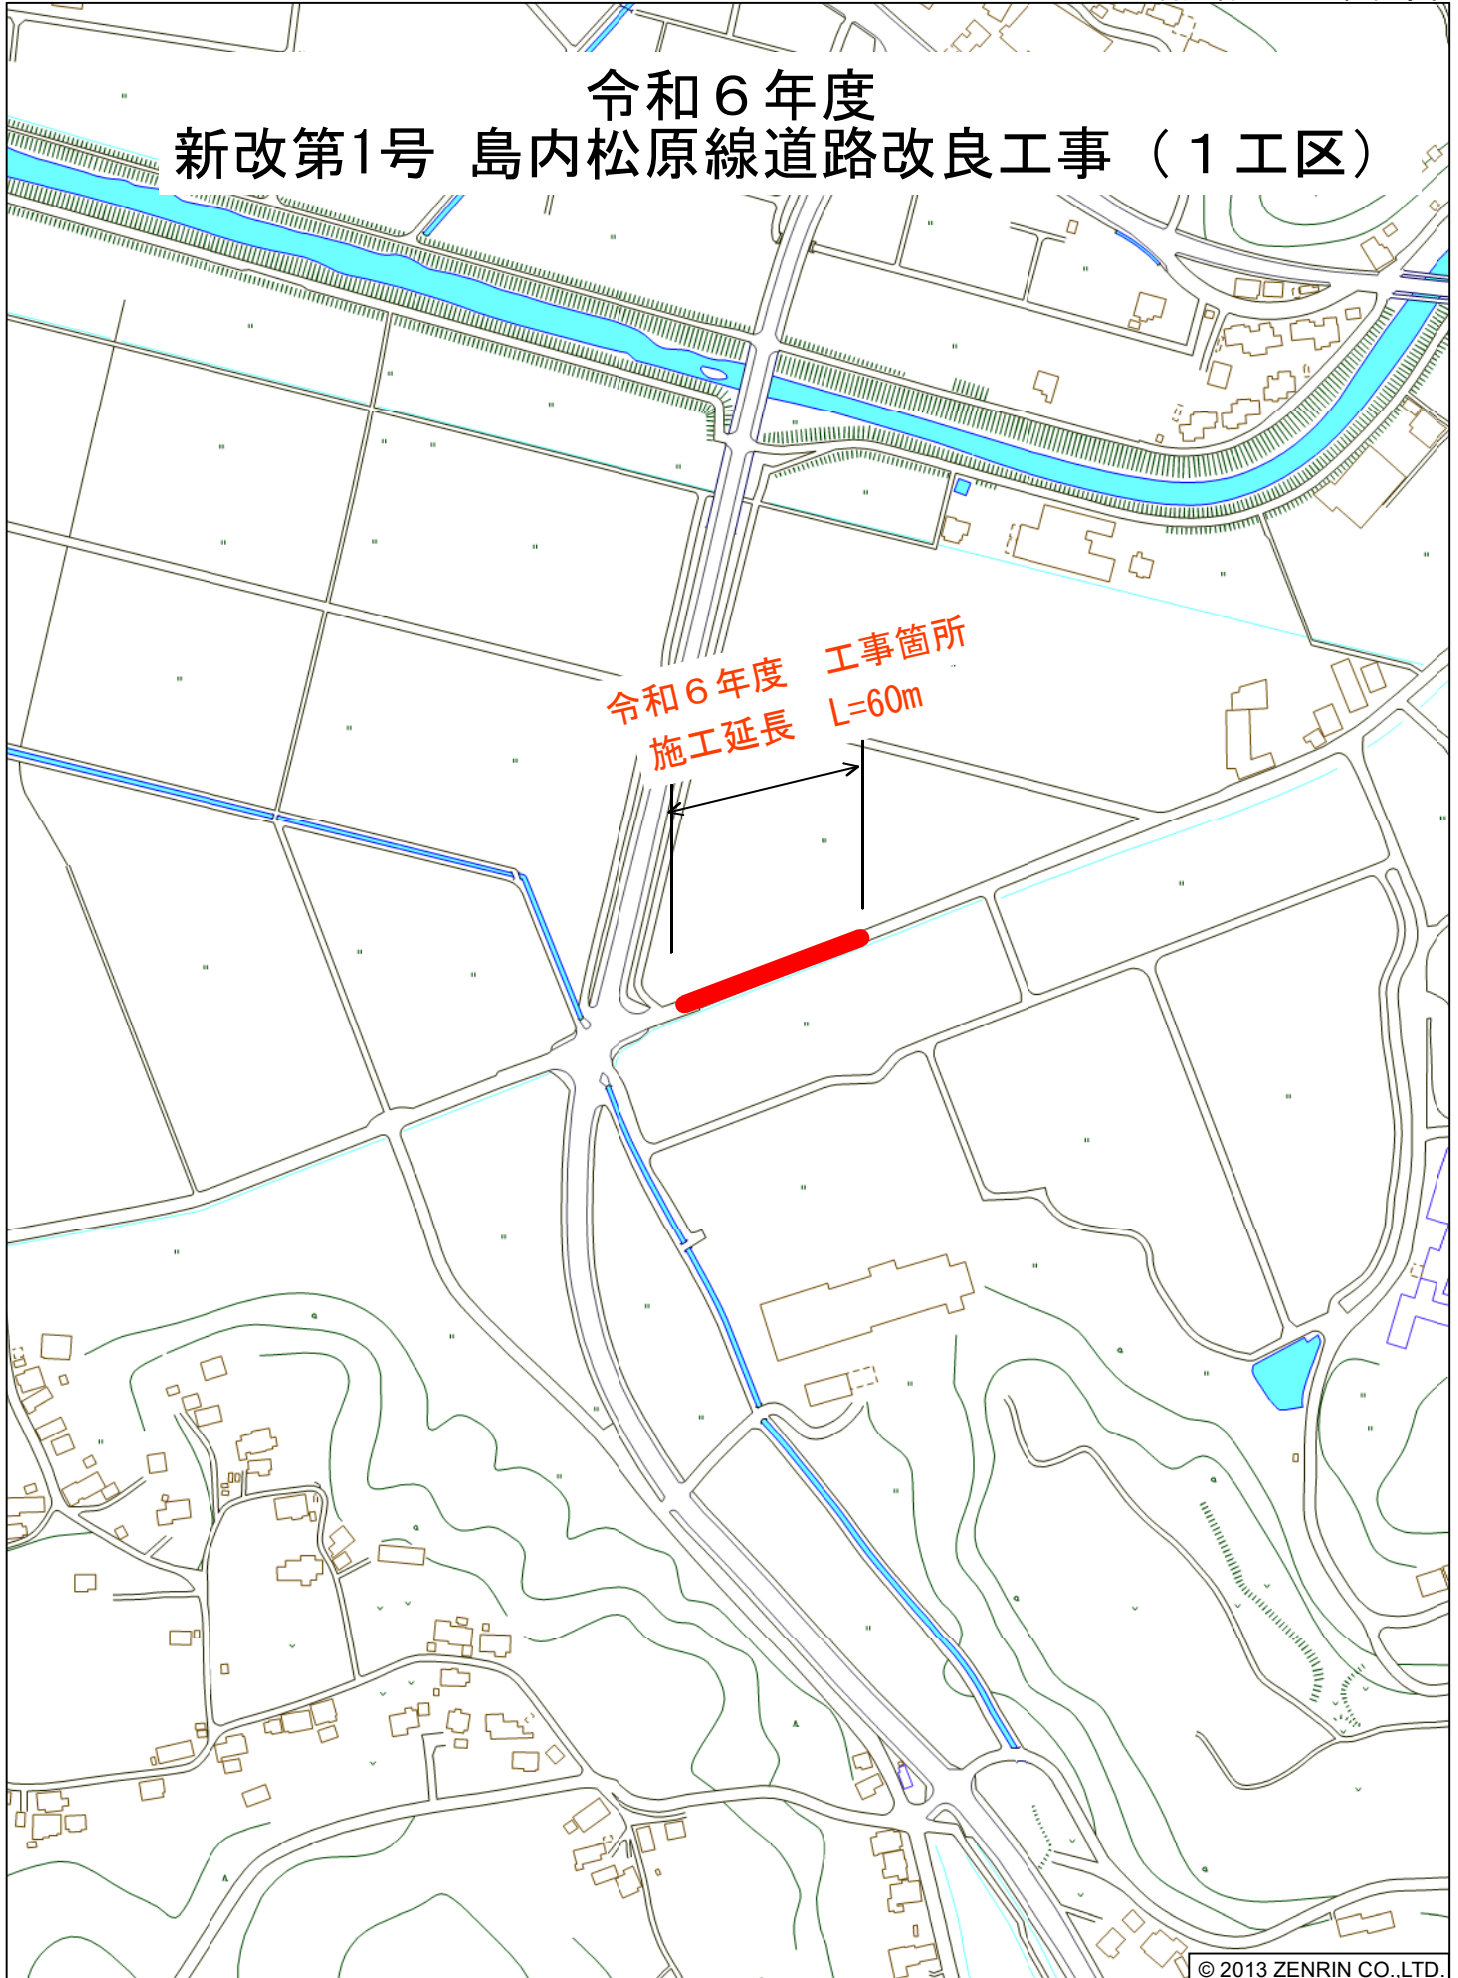 令和６年度
新改第1号 島内松原線道路改良工事（１工区）
令和６年度　工事箇所
施工延長　L=60m
© 2013 ZENRIN CO.,LTD.